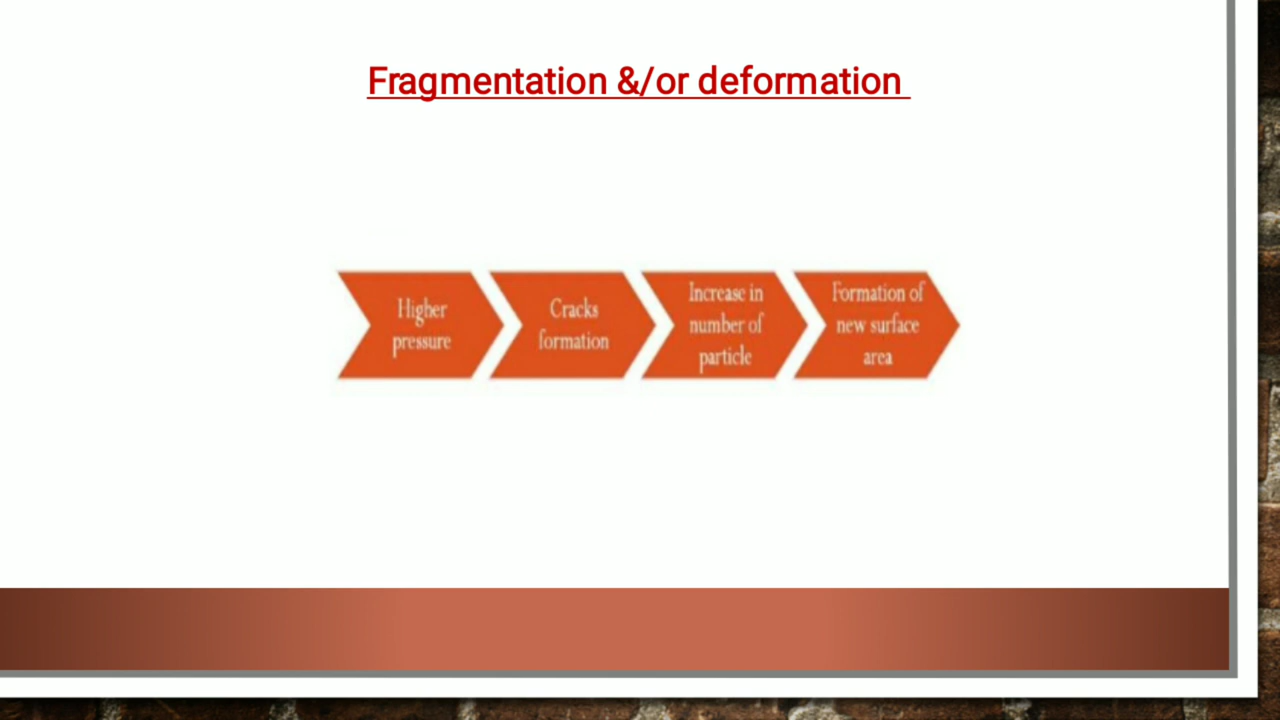 Fragmentation &/or deformation
Higher
pressure
Cracks
formation
Increase in
number of
particle
Formation of
new surface
area